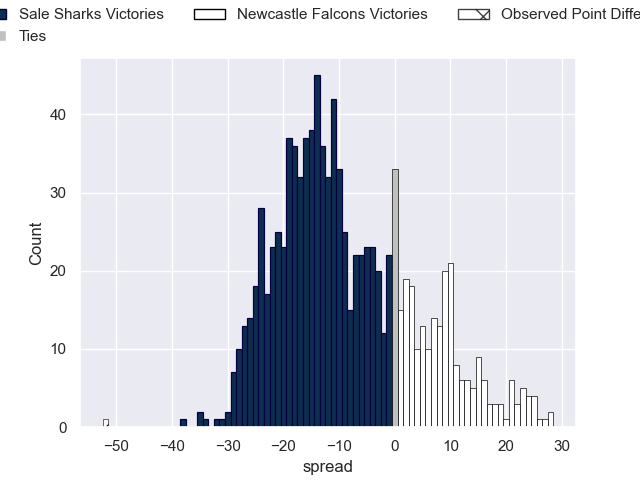 Sale Sharks Victories Newcastle Falcons Victories Observed Point Diffe
Ties
40
30
20
10
0
Count
−50 −40 −30 −20 −10 0 10 20 30
spread